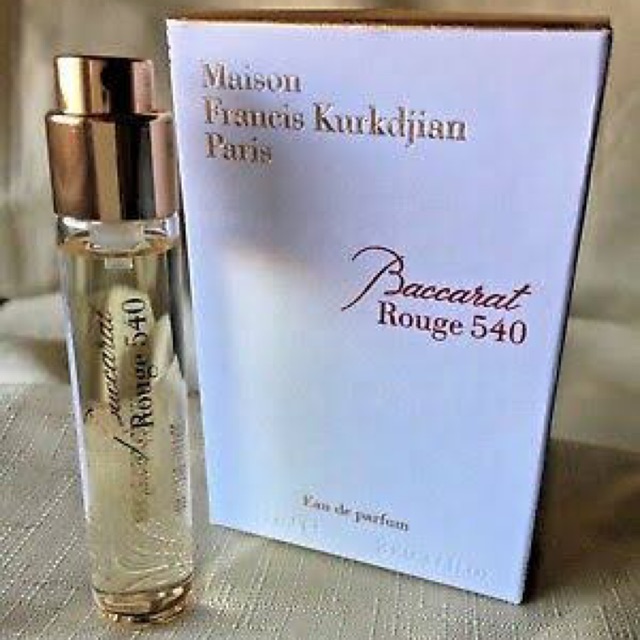 Maison
Francis Kurkdjian
Paris
Baccarat
Rouge 540
Eau de parfum
Baccarat
Rouge 540